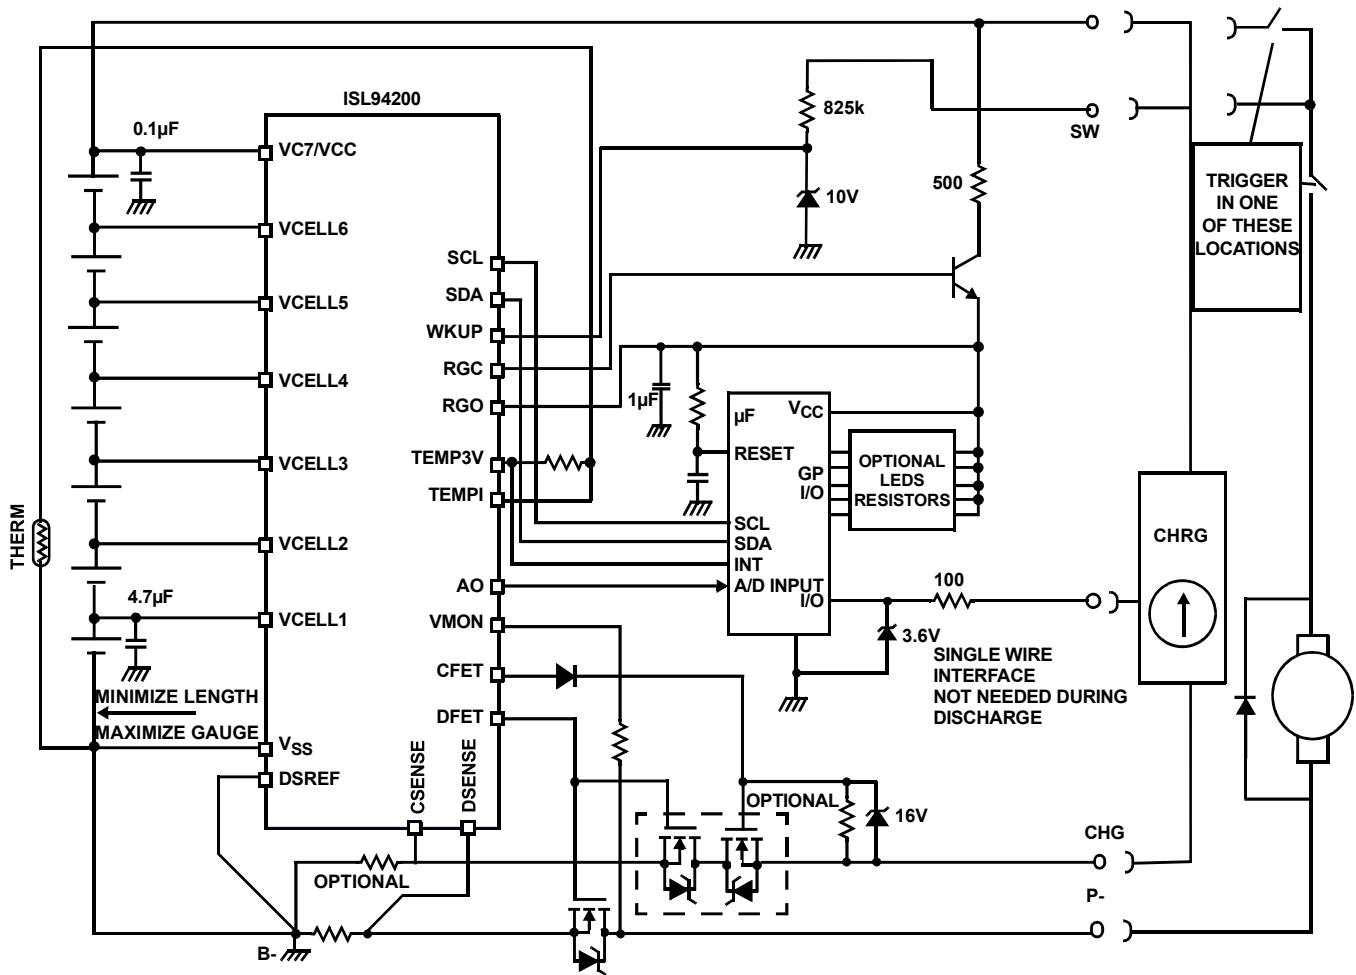 ISL94200
0.1µF
VC7/VCC
VCELL6
VCELL5
VCELL4
VCELL3
VCELL2
4.7µF
VCELL1
THERM
MINIMIZE LENGTH
MAXIMIZE GAUGE
VSS
DSREF
SCL
SDA
WKUP
RGC
RGO
TEMP3V
TEMPI
AO
VMON
CFET
DFET
CSENSE
DSENSE
OPTIONAL
B-
825k
10V
500
SW
TRIGGER
IN ONE
OF THESE
LOCATIONS
1µF
µF
VCC
RESET
GP
I/O
SCL
SDA
INT
A/D INPUT
I/O
OPTIONAL
LEDS
RESISTORS
100
3.6V
SINGLE WIRE
INTERFACE
NOT NEEDED DURING
DISCHARGE
CHRG
OPTIONAL
16V
CHG
P-